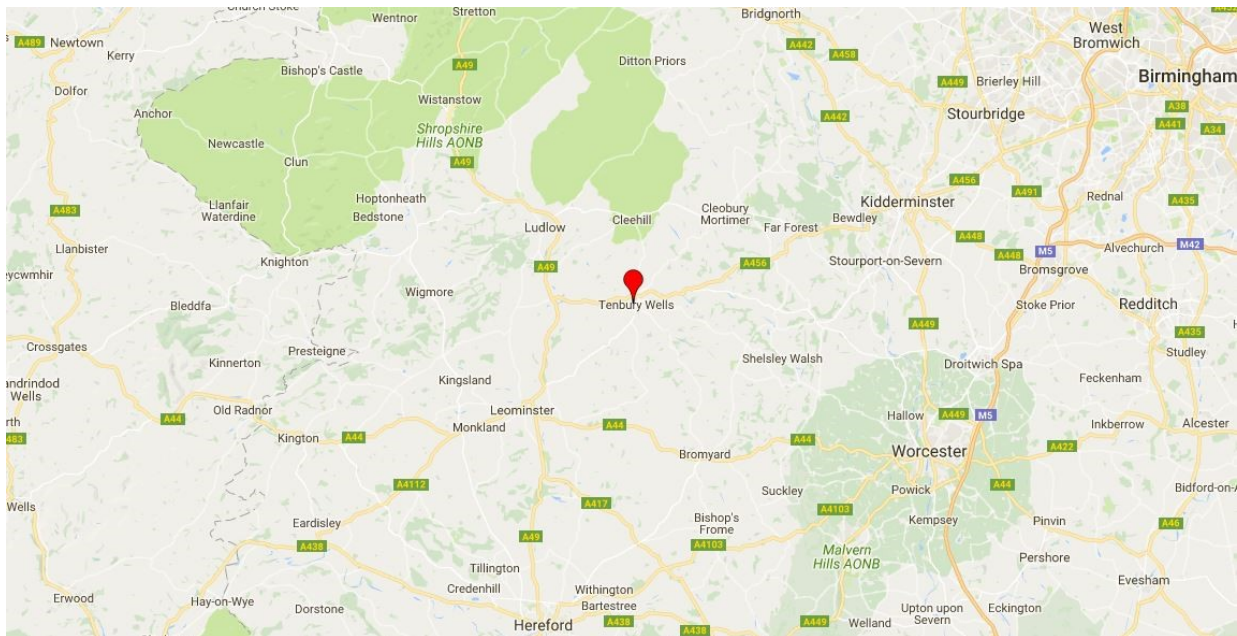 Church Stoke
Stretton
Wentnor
Bridgnorth
West
Bromwich
A489
Newtown
Kerry
A442
A458
Bishop's Castle
A49
Ditton Priors
Brierley Hill
A449
Birmingham
Dolfor
Wistanstow
Anchor
Stourbridge
A38
A442
A441
A34
Shropshire
Hills AONB
A49
Newcastle
Clun
A456
A491
Rednal
A435
Hoptonheath
Bedstone
Llanfair
Waterdine
A483
Cleobury
Mortimer
Kidderminster
Bewdley
Cleehill
Far Forest
Ludlow
A448
A448
M5
Alvechurch
M42
Llanbister
Knighton
A49
A456
Stourport-on-Severn
Bromsgrove
Wigmore
Tenbury Wells
Stoke Prior
Redditch
Bleddfa
A449
A435
Crossgates
Presteigne
Kinnerton
Shelsley Walsh
Droitwich Spa
Studley
Wells
Kingsland
Feckenham
A44
Old Radnor
Leominster
Hallow
A449
M5
A44
Monkland
Inkberrow
Alcester
Kington
A44
A44
483
Bromyard
Worcester
A422
A4112
Suckley
Powick
A44
Wells
A417
A4103
Bishop's
Frome
Kempsey
Pinvin
A46
Eardisley
A438
A49
A4103
Malvern
Hills AONB
Pershore
Tillington
Evesham
Credenhill
Withington
Erwood
Hay-on-Wye
Dorstone
Bartestree
Upton upon
Severn
Eckington
Hereford
A438
A438
A449
Welland